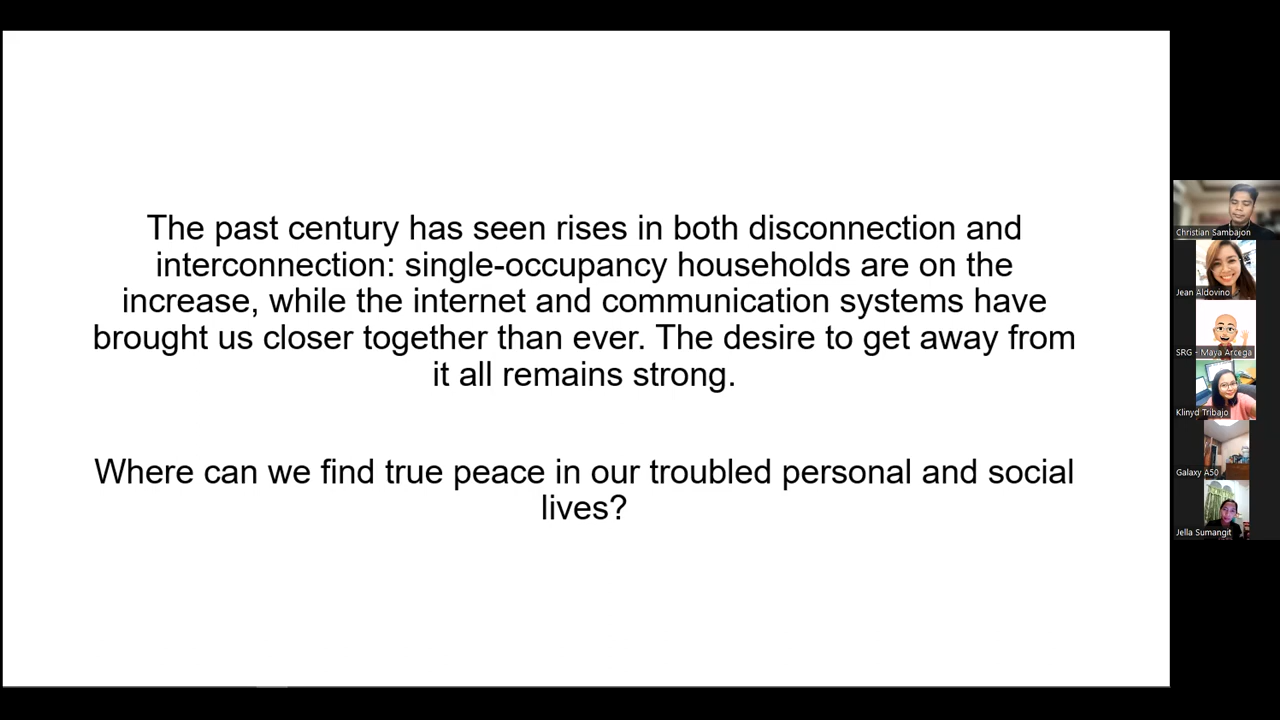 The past century has seen rises in both disconnection and
interconnection: single-occupancy households are on the
increase, while the internet and communication systems have
brought us closer together than ever. The desire to get away from
it all remains strong.
Where can we find true peace in our troubled personal and social
lives?
Christian Sambajon
Jean Aldovino
SRG - Maya Arcega
Klinyd Tribajo
Galaxy A50
Jella Sumangit